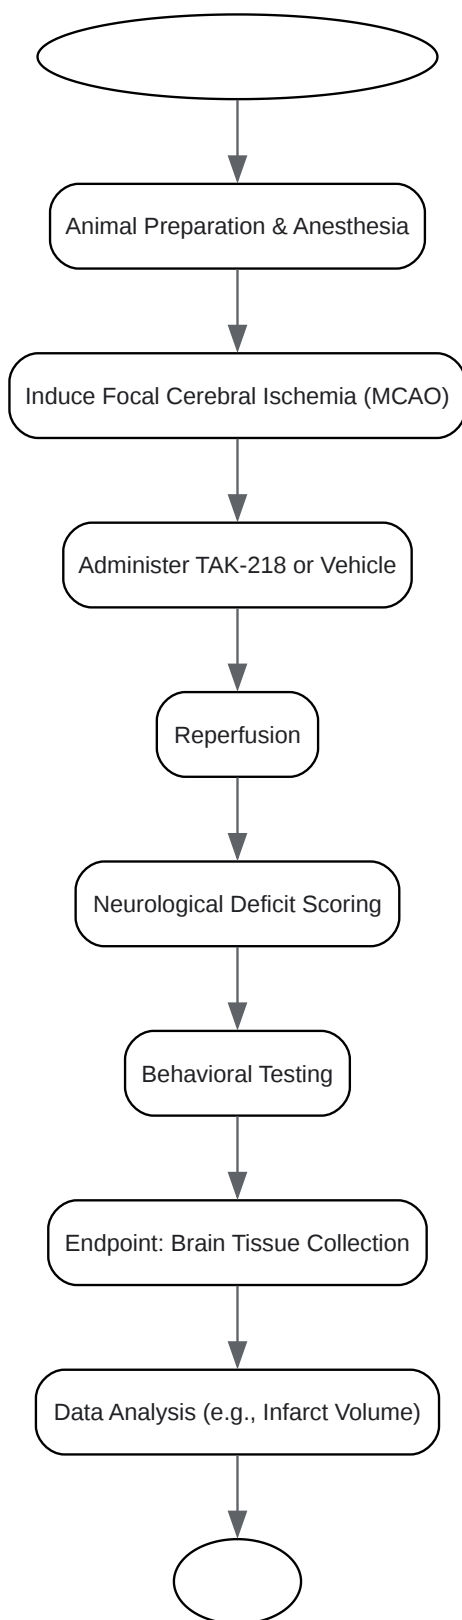 Animal Preparation & Anesthesia
Induce Focal Cerebral Ischemia (MCAO)
Administer TAK-218 or Vehicle
Reperfusion
Neurological Deficit Scoring
Behavioral Testing
Endpoint: Brain Tissue Collection
Data Analysis (e.g., Infarct Volume)